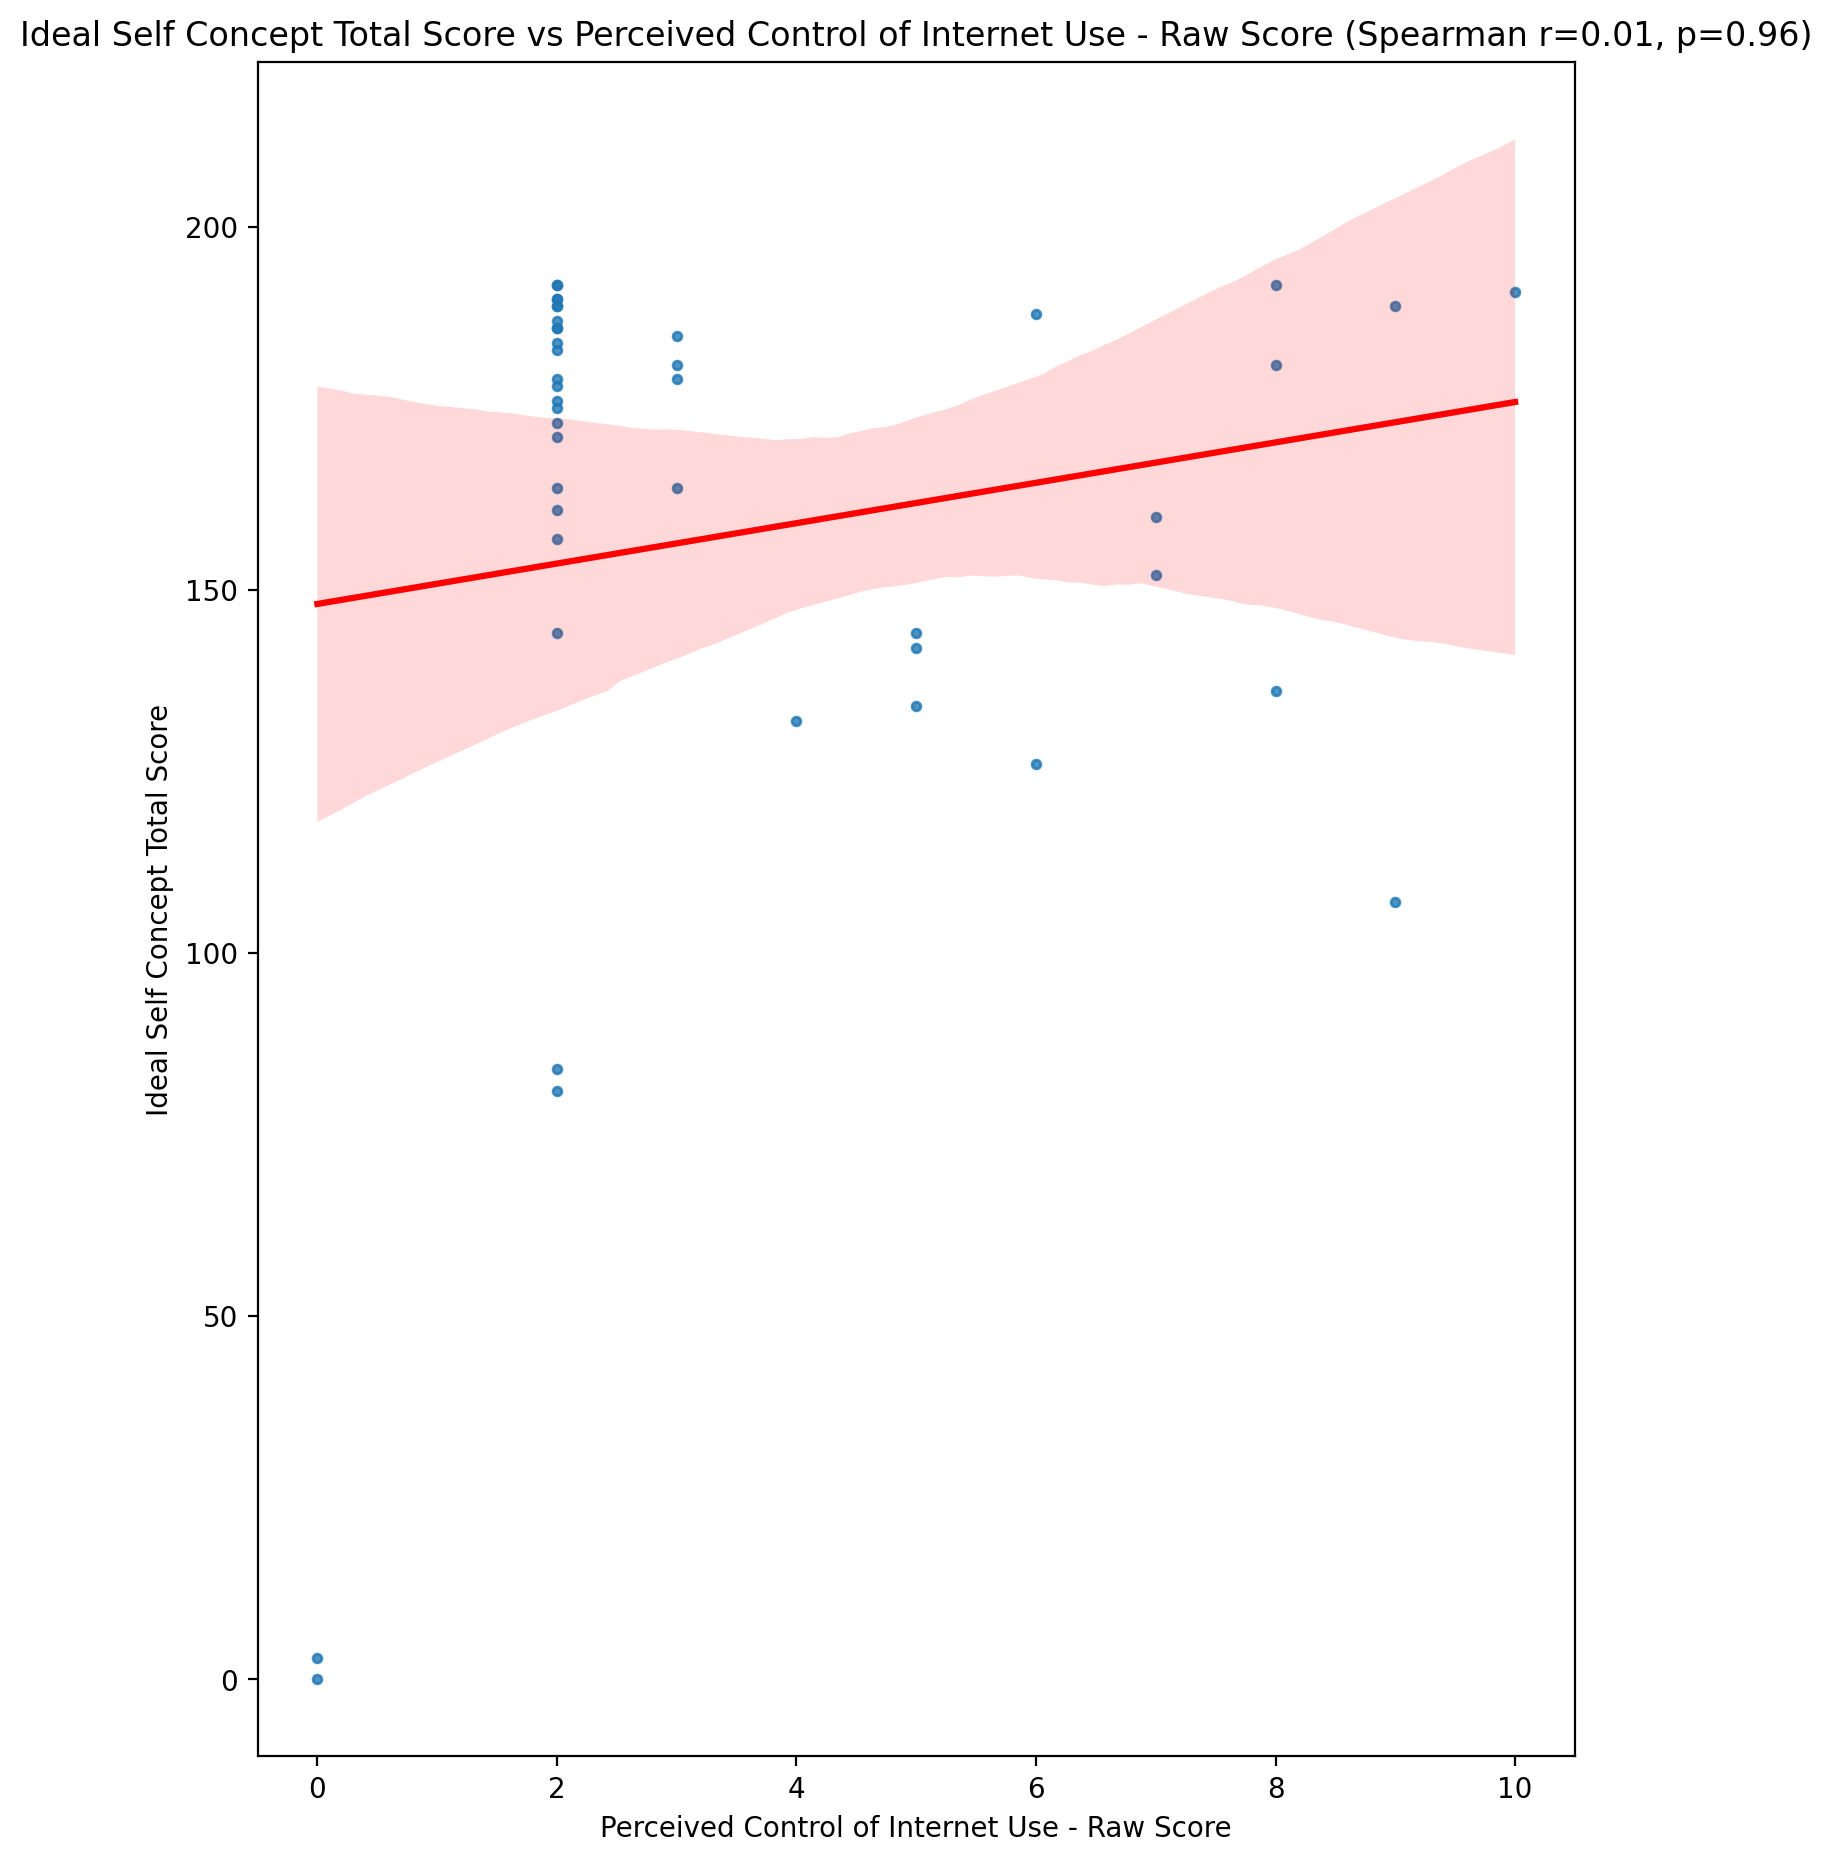 Ideal Self Concept Total Score vs Perceived Control of Internet Use - Raw Score (Spearman r=0.01, p=0.96)
200
150
100
50
0
Ideal Self Concept Total Score
0 2 4 6 8 10
Perceived Control of Internet Use - Raw Score